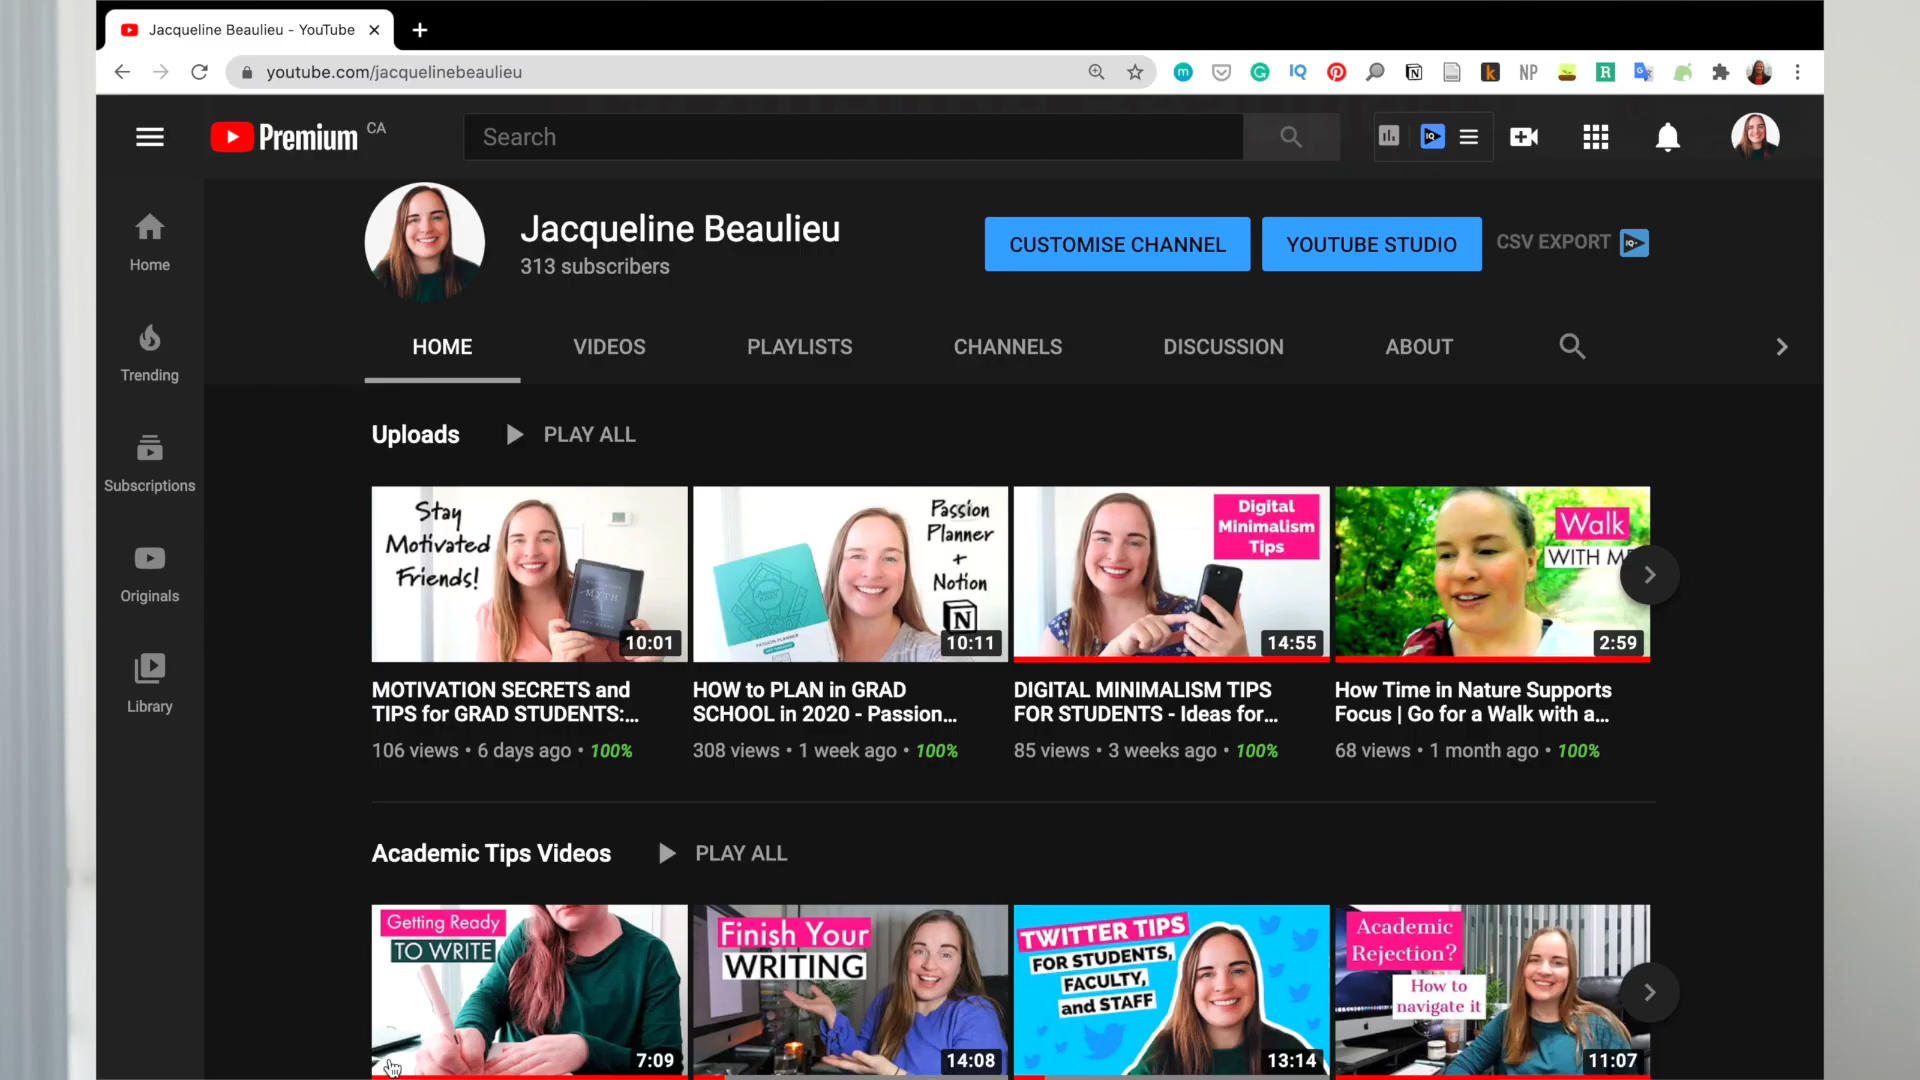 Jacqueline Beaulieu - YouTube
youtube.com/jacquelinebeaulieu
IQ
NP
Premium CA
Search
Jacqueline Beaulieu
313 subscribers
CUSTOMISE CHANNEL
YOUTUBE STUDIO
CSV EXPORT
Home
Trending
Subscriptions
Originals
Library
HOME
VIDEOS
PLAYLISTS
CHANNELS
DISCUSSION
ABOUT
Uploads
PLAY ALL
Stay
Motivated
Friends!
MYTH
10:01
Passion
Planner
+
Notion
N
PASSION PLANNER
10:11
Digital
Minimalism
Tips
14:55
Walk
WITH M
2:59
MOTIVATION SECRETS and
TIPS for GRAD STUDENTS:...
106 views • 6 days ago • 100%
HOW to PLAN in GRAD
SCHOOL in 2020 - Passion...
308 views • 1 week ago • 100%
DIGITAL MINIMALISM TIPS
FOR STUDENTS - Ideas for...
85 views • 3 weeks ago • 100%
How Time in Nature Supports
Focus | Go for a Walk with a...
68 views • 1 month ago • 100%
Academic Tips Videos
PLAY ALL
Getting Ready
TO WRITE
7:09
Finish Your
WRITING
14:08
TWITTER TIPS
FOR STUDENTS,
FACULTY,
and STAFF
13:14
Academic
Rejection?
How to
navigate it
11:07